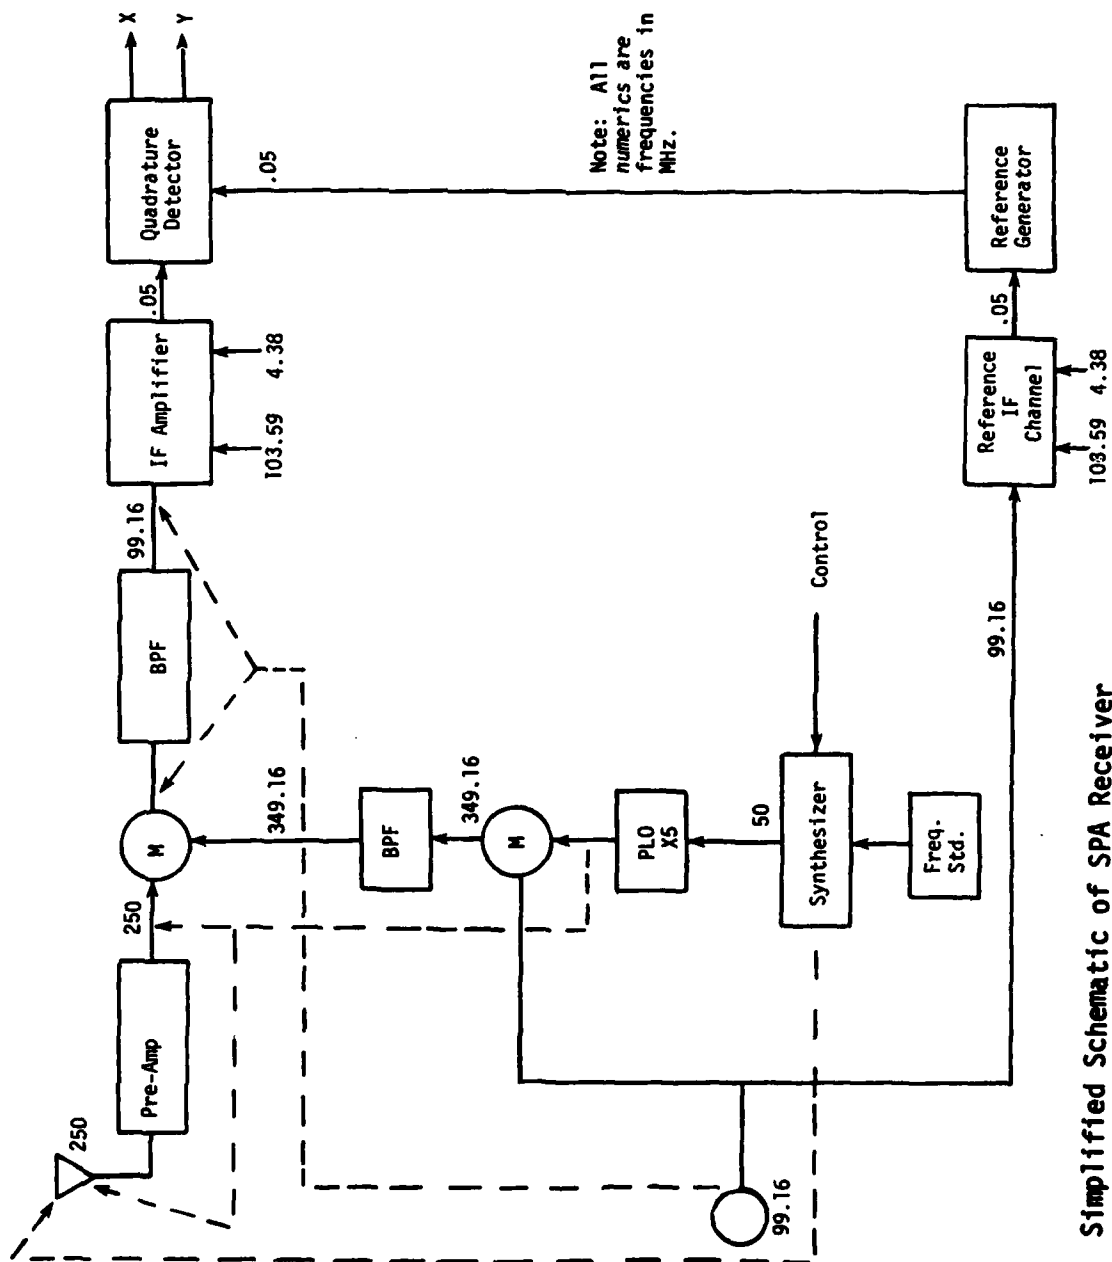 250
Pre-Amp
250
M
BPF
99.16
IF Amplifier
103.59
4.38
.05
Quadrature
Detector
X
Y
.05
349.16
BPF
349.16
M
PLO
X5
50
Synthesizer
Control
Freq.
Std.
Note: All
numerics are
frequencies in
MHz.
99.16
99.16
Reference
IF
Channel
103.59
4.38
.05
Reference
Generator
Simplified Schematic of SPA Receiver